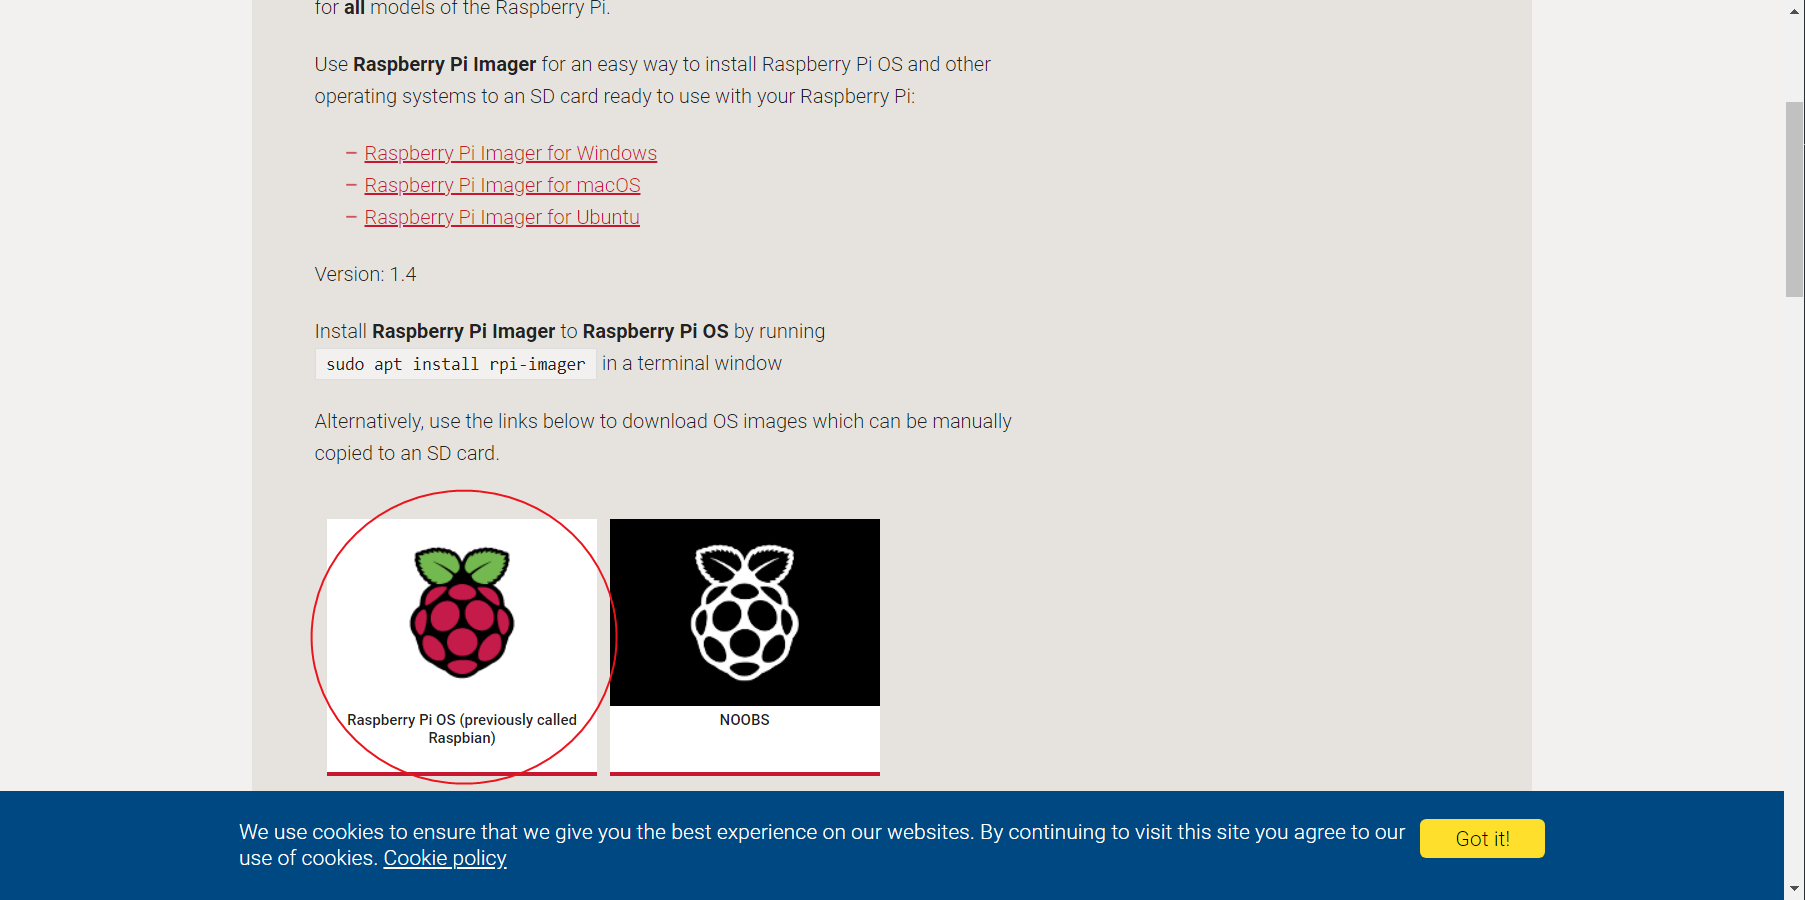 for all models of the Raspberry Pi.
Use Raspberry Pi Imager for an easy way to install Raspberry Pi OS and other
operating systems to an SD card ready to use with your Raspberry Pi:
– Raspberry Pi Imager for Windows
– Raspberry Pi Imager for macOS
– Raspberry Pi Imager for Ubuntu
Version: 1.4
Install Raspberry Pi Imager to Raspberry Pi OS by running
sudo apt install rpi-imager in a terminal window
Alternatively, use the links below to download OS images which can be manually
copied to an SD card.
Raspberry Pi OS (previously called
Raspbian)
NOOBS
We use cookies to ensure that we give you the best experience on our websites. By continuing to visit this site you agree to our
use of cookies. Cookie policy
Got it!